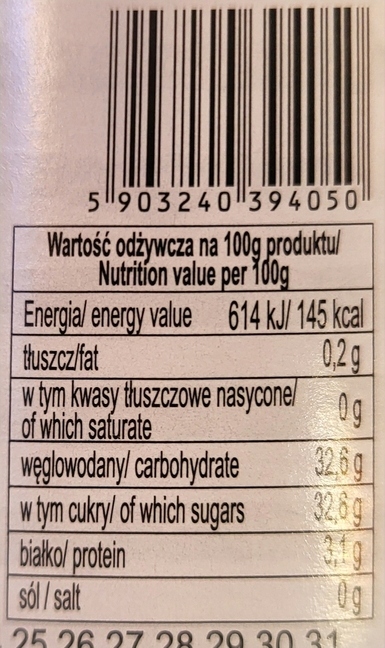 5 903240 394050
Wartość odżywcza na 100g produktu/
Nutrition value per 100g
Energia/ energy value 614 kJ/ 145 kcal
tłuszcz/fat 0,2 g
w tym kwasy tłuszczowe nasycone/
of which saturate 0 g
węglowodany/ carbohydrate 32,6 g
w tym cukry/ of which sugars 32,6 g
białko/ protein 3,1 g
sól / salt 0 g
25 26 27 28 29 30 31